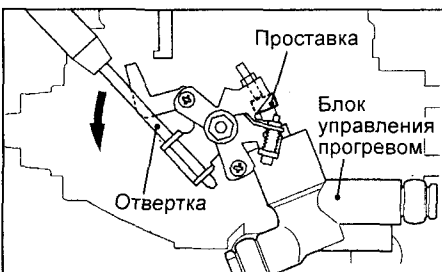 Проставка
Блок
управления
прогревом
Отвертка